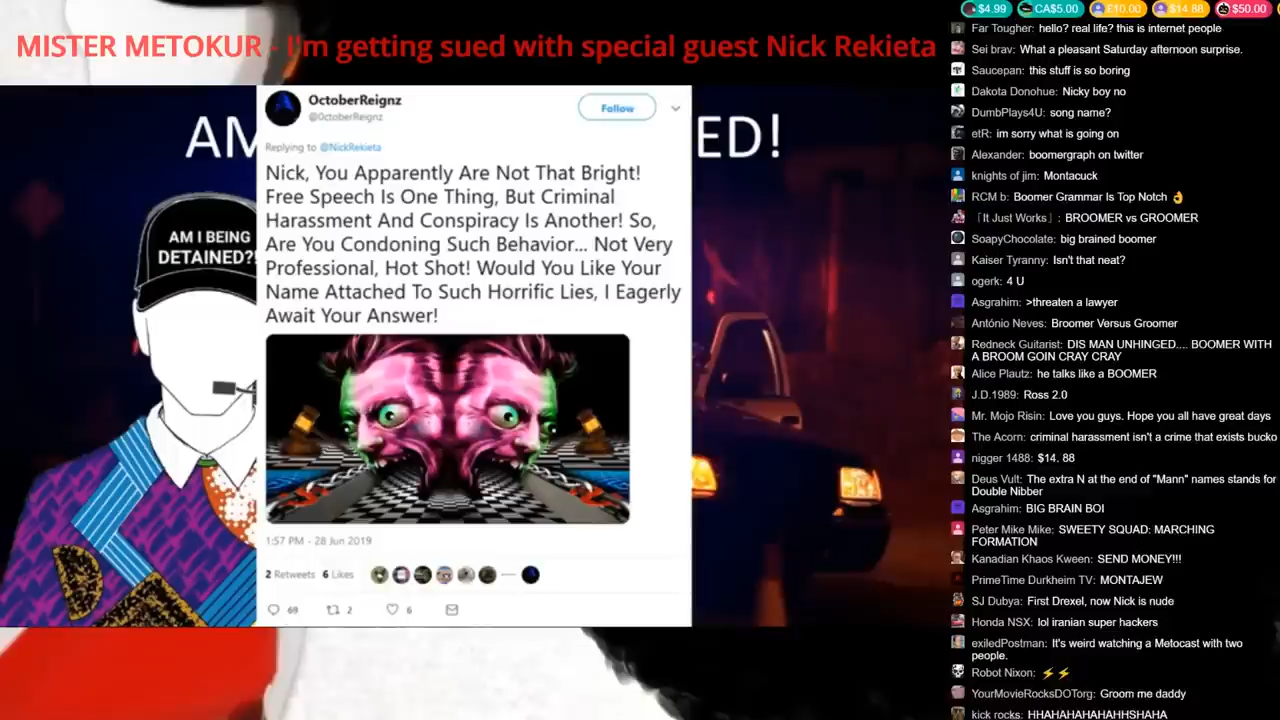 MISTER METOKUR - I'm getting sued with special guest Nick Rekieta
AM
ED!
AM I BEING
DETAINED?!
OctoberReignz
@OctoberReignz
Follow
Replying to @NickRekieta
Nick, You Apparently Are Not That Bright!
Free Speech Is One Thing, But Criminal
Harassment And Conspiracy Is Another! So,
Are You Condoning Such Behavior... Not Very
Professional, Hot Shot! Would You Like Your
Name Attached To Such Horrific Lies, I Eagerly
Await Your Answer!
1:57 PM - 28 Jun 2019
2 Retweets 6 Likes
69 2 6
$4.99 CA$5.00 £10.00 $14.88 $50.00
Far Tougher: hello? real life? this is internet people
Sei brav: What a pleasant Saturday afternoon surprise.
Saucepan: this stuff is so boring
Dakota Donohue: Nicky boy no
DumbPlays4U: song name?
etR: im sorry what is going on
Alexander: boomergraph on twitter
knights of jim: Montacuck
RCM b: Boomer Grammar Is Top Notch 👌
「It Just Works」: BROOMER vs GROOMER
SoapyChocolate: big brained boomer
Kaiser Tyranny: Isn't that neat?
ogerk: 4 U
Asgrahim: >threaten a lawyer
António Neves: Broomer Versus Groomer
Redneck Guitarist: DIS MAN UNHINGED.... BOOMER WITH
A BROOM GOIN CRAY CRAY
Alice Plautz: he talks like a BOOMER
J.D.1989: Ross 2.0
Mr. Mojo Risin: Love you guys. Hope you all have great days
The Acorn: criminal harassment isn't a crime that exists bucko
nigger 1488: $14. 88
Deus Vult: The extra N at the end of "Mann" names stands for
Double Nibber
Asgrahim: BIG BRAIN BOI
Peter Mike Mike: SWEETY SQUAD: MARCHING
FORMATION
Kanadian Khaos Kween: SEND MONEY!!!
PrimeTime Durkheim TV: MONTAJEW
SJ Dubya: First Drexel, now Nick is nude
Honda NSX: lol iranian super hackers
exiledPostman: It's weird watching a Metocast with two
people.
Robot Nixon: ⚡⚡
YourMovieRocksDOTorg: Groom me daddy
kick rocks: HHAHAHAHAHAHHSHAHA